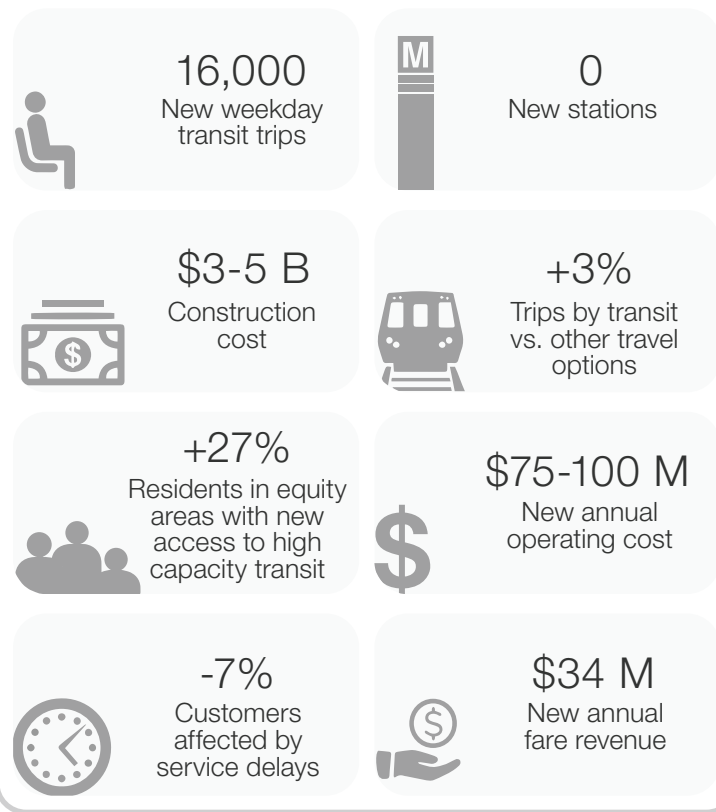 16,000
New weekday
transit trips
M
0
New stations
$3-5 B
Construction
cost
$
+3%
Trips by transit
vs. other travel
options
+27%
Residents in equity
areas with new
access to high
capacity transit
$
$75-100 M
New annual
operating cost
-7%
Customers
affected by
service delays
$
$34 M
New annual
fare revenue